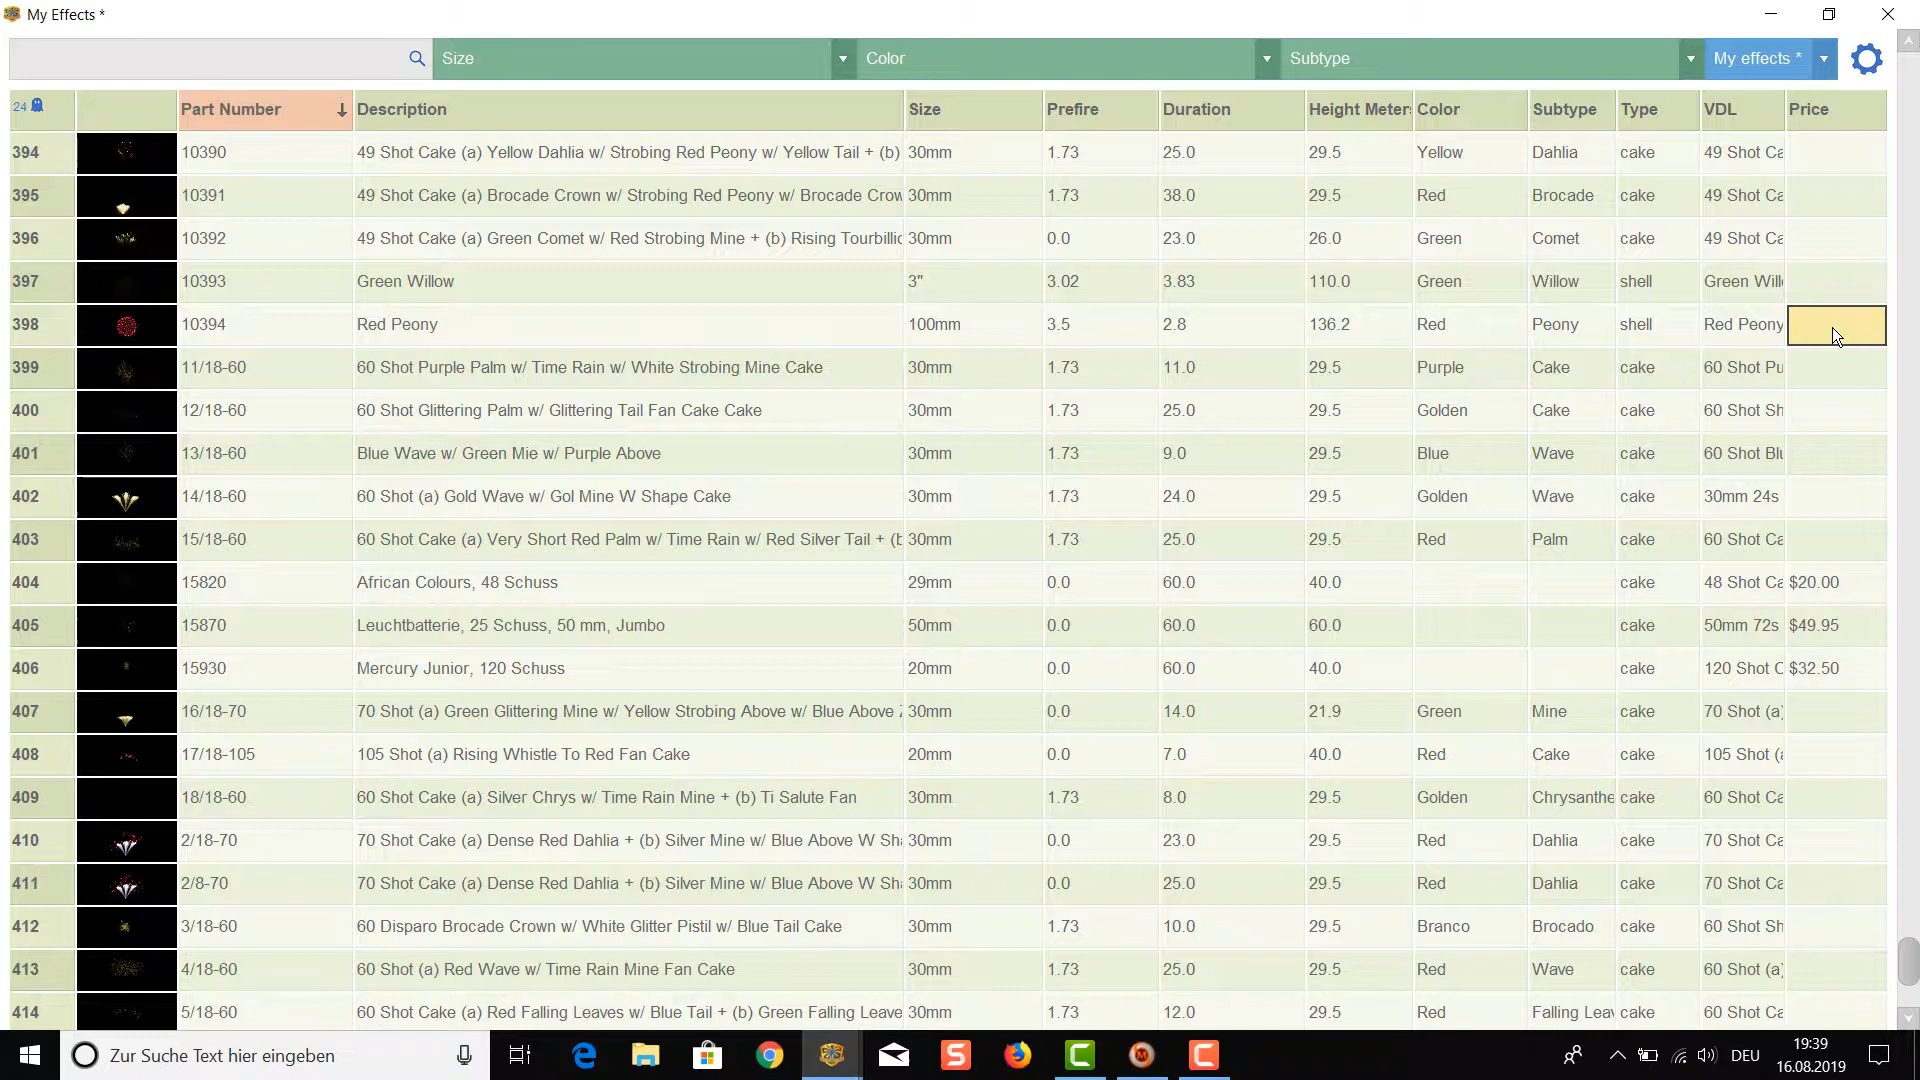 My Effects *
Size Color Subtype My effects *
24 Part Number Description Size Prefire Duration Height Meter Color Subtype Type VDL Price
394 10390 49 Shot Cake (a) Yellow Dahlia w/ Strobing Red Peony w/ Yellow Tail + (b) 30mm 1.73 25.0 29.5 Yellow Dahlia cake 49 Shot Ca
395 10391 49 Shot Cake (a) Brocade Crown w/ Strobing Red Peony w/ Brocade Crow 30mm 1.73 38.0 29.5 Red Brocade cake 49 Shot Ca
396 10392 49 Shot Cake (a) Green Comet w/ Red Strobing Mine + (b) Rising Tourbillic 30mm 0.0 23.0 26.0 Green Comet cake 49 Shot Ca
397 10393 Green Willow 3" 3.02 3.83 110.0 Green Willow shell Green Will
398 10394 Red Peony 100mm 3.5 2.8 136.2 Red Peony shell Red Peony
399 11/18-60 60 Shot Purple Palm w/ Time Rain w/ White Strobing Mine Cake 30mm 1.73 11.0 29.5 Purple Cake cake 60 Shot Pu
400 12/18-60 60 Shot Glittering Palm w/ Glittering Tail Fan Cake Cake 30mm 1.73 25.0 29.5 Golden Cake cake 60 Shot Sh
401 13/18-60 Blue Wave w/ Green Mie w/ Purple Above 30mm 1.73 9.0 29.5 Blue Wave cake 60 Shot Blu
402 14/18-60 60 Shot (a) Gold Wave w/ Gol Mine W Shape Cake 30mm 1.73 24.0 29.5 Golden Wave cake 30mm 24s
403 15/18-60 60 Shot Cake (a) Very Short Red Palm w/ Time Rain w/ Red Silver Tail + (b 30mm 1.73 25.0 29.5 Red Palm cake 60 Shot Ca
404 15820 African Colours, 48 Schuss 29mm 0.0 60.0 40.0 cake 48 Shot Ca $20.00
405 15870 Leuchtbatterie, 25 Schuss, 50 mm, Jumbo 50mm 0.0 60.0 60.0 cake 50mm 72s $49.95
406 15930 Mercury Junior, 120 Schuss 20mm 0.0 60.0 40.0 cake 120 Shot C $32.50
407 16/18-70 70 Shot (a) Green Glittering Mine w/ Yellow Strobing Above w/ Blue Above Z 30mm 0.0 14.0 21.9 Green Mine cake 70 Shot (a)
408 17/18-105 105 Shot (a) Rising Whistle To Red Fan Cake 20mm 0.0 7.0 40.0 Red Cake cake 105 Shot (a
409 18/18-60 60 Shot Cake (a) Silver Chrys w/ Time Rain Mine + (b) Ti Salute Fan 30mm 1.73 8.0 29.5 Golden Chrysanthe cake 60 Shot Ca
410 2/18-70 70 Shot Cake (a) Dense Red Dahlia + (b) Silver Mine w/ Blue Above W Sha 30mm 0.0 23.0 29.5 Red Dahlia cake 70 Shot Ca
411 2/8-70 70 Shot Cake (a) Dense Red Dahlia + (b) Silver Mine w/ Blue Above W Sha 30mm 0.0 25.0 29.5 Red Dahlia cake 70 Shot Ca
412 3/18-60 60 Disparo Brocade Crown w/ White Glitter Pistil w/ Blue Tail Cake 30mm 1.73 10.0 29.5 Branco Brocado cake 60 Shot Sh
413 4/18-60 60 Shot (a) Red Wave w/ Time Rain Mine Fan Cake 30mm 1.73 25.0 29.5 Red Wave cake 60 Shot (a)
414 5/18-60 60 Shot Cake (a) Red Falling Leaves w/ Blue Tail + (b) Green Falling Leave 30mm 1.73 12.0 29.5 Red Falling Leav cake 60 Shot Ca
Zur Suche Text hier eingeben DEU 19:39
16.08.2019